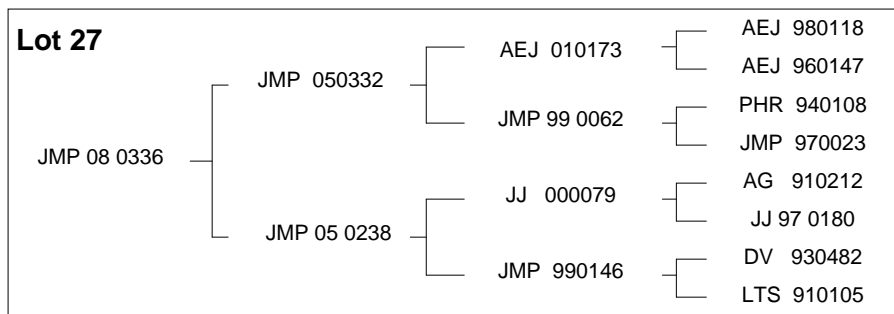 Lot 27
JMP 08 0336
JMP 050332
JMP 05 0238
AEJ 010173
JMP 99 0062
JJ 000079
JMP 990146
AEJ 980118
AEJ 960147
PHR 940108
JMP 970023
AG 910212
JJ 97 0180
DV 930482
LTS 910105